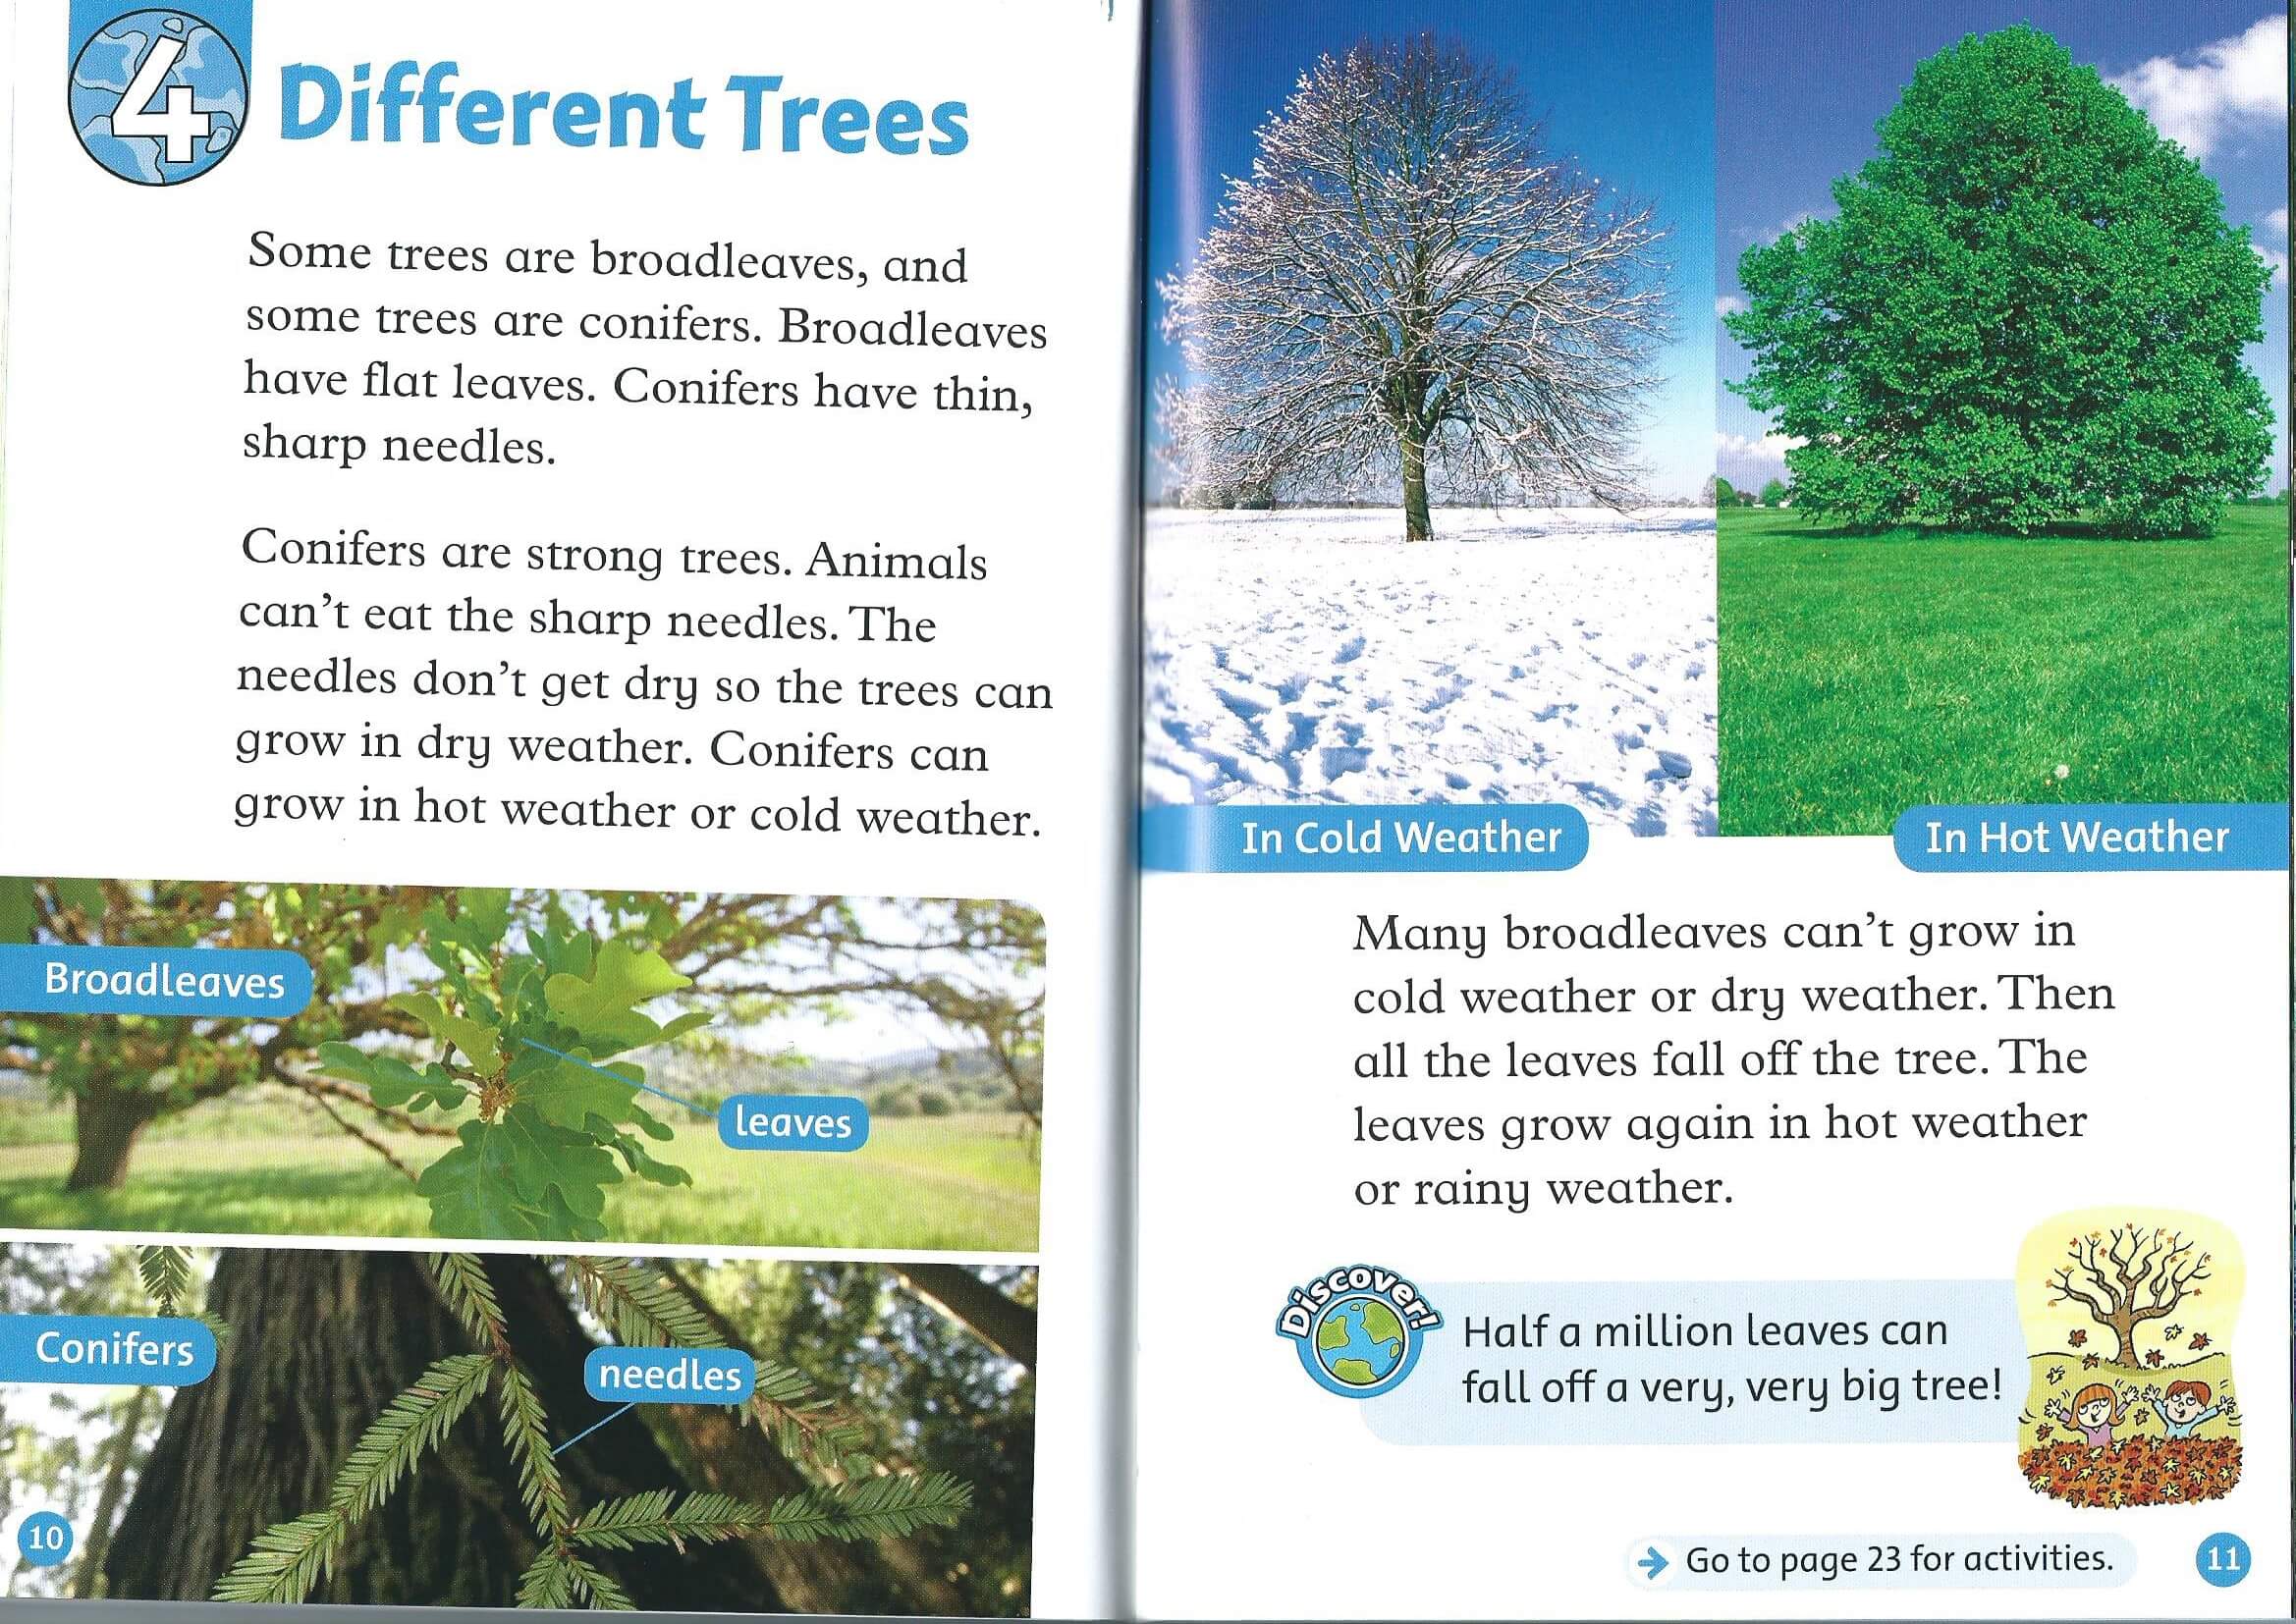 4
Different Trees
Some trees are broadleaves, and
some trees are conifers. Broadleaves
have flat leaves. Conifers have thin,
sharp needles.
Conifers are strong trees. Animals
can't eat the sharp needles. The
needles don't get dry so the trees can
grow in dry weather. Conifers can
grow in hot weather or cold weather.
Broadleaves
leaves
Conifers
needles
10
In Cold Weather
In Hot Weather
Many broadleaves can't grow in
cold weather or dry weather. Then
all the leaves fall off the tree. The
leaves grow again in hot weather
or rainy weather.
Discover!
Half a million leaves can
fall off a very, very big tree!
Go to page 23 for activities.
11